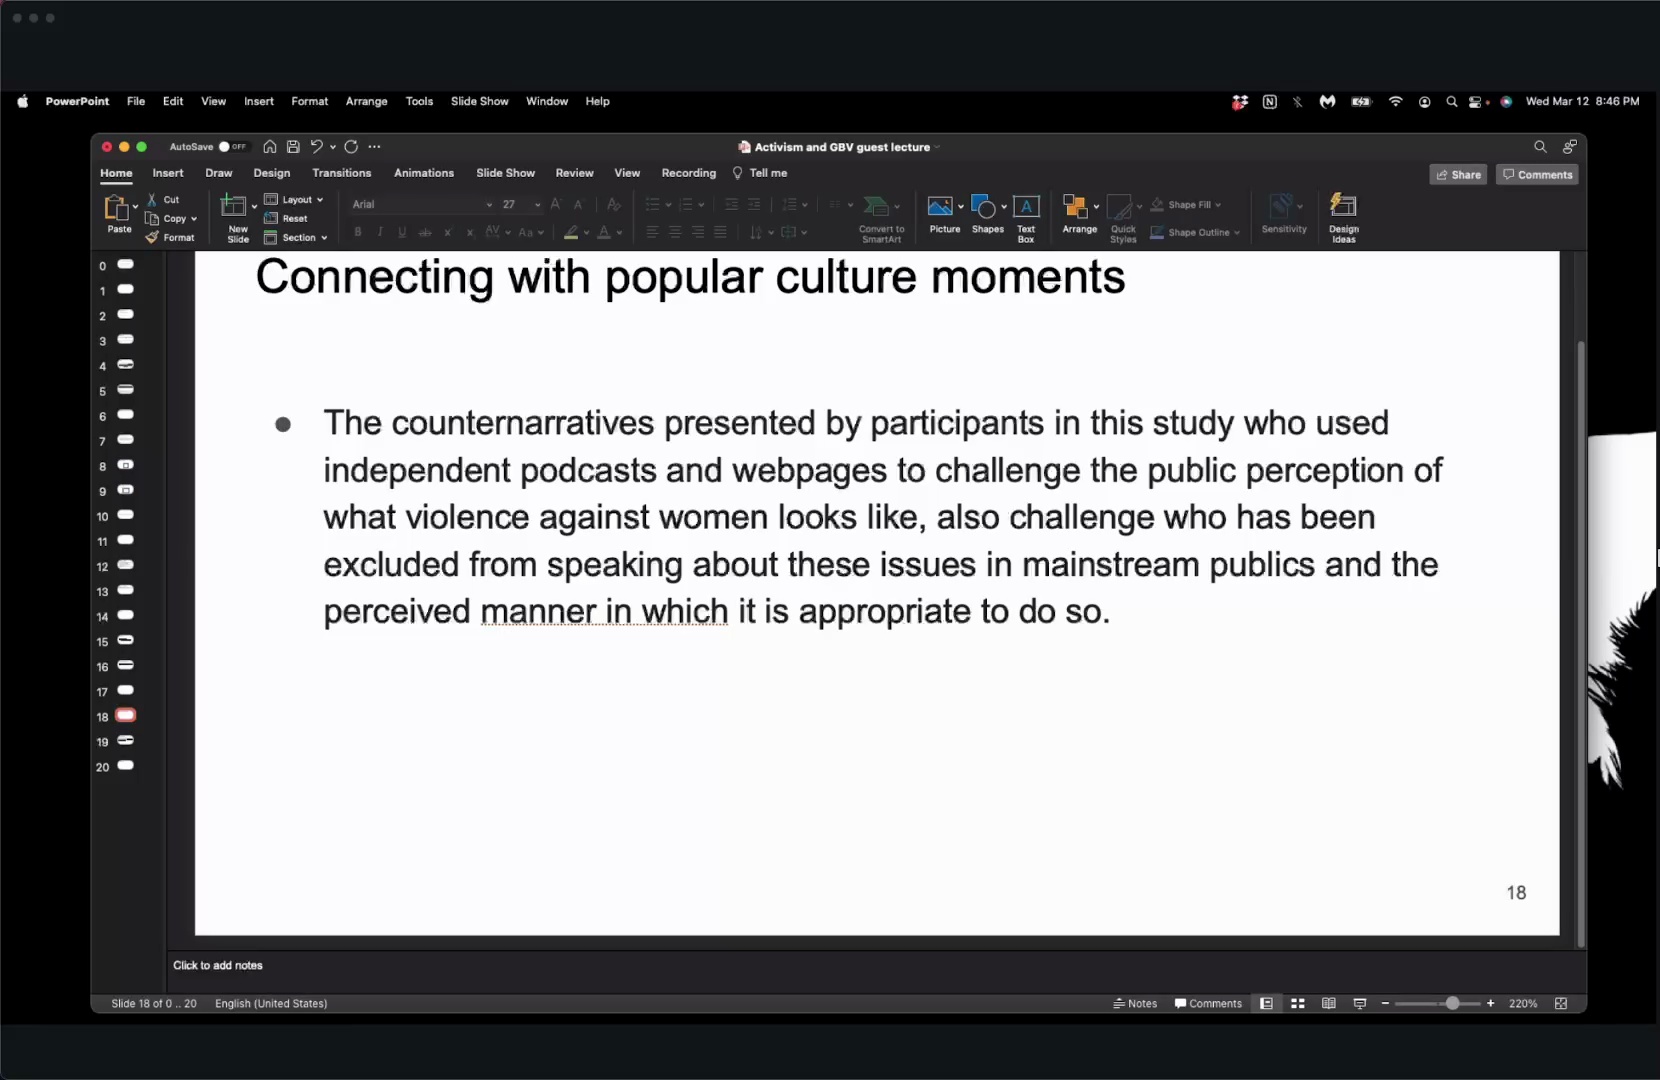 PowerPoint File Edit View Insert Format Arrange Tools Slide Show Window Help Wed Mar 12 8:46 PM
AutoSave OFF Activism and GBV guest lecture
Home Insert Draw Design Transitions Animations Slide Show Review View Recording Tell me Share Comments
Paste Cut Copy Format New Slide Layout Reset Section Arial 27 Convert to SmartArt Picture Shapes Text Box Arrange Quick Styles Shape Fill Shape Outline Sensitivity Design Ideas
Connecting with popular culture moments
The counternarratives presented by participants in this study who used
independent podcasts and webpages to challenge the public perception of
what violence against women looks like, also challenge who has been
excluded from speaking about these issues in mainstream publics and the
perceived manner in which it is appropriate to do so.
18
0
1
2
3
4
5
6
7
8
9
10
11
12
13
14
15
16
17
18
19
20
Click to add notes
Slide 18 of 0 .. 20 English (United States) Notes Comments 220%